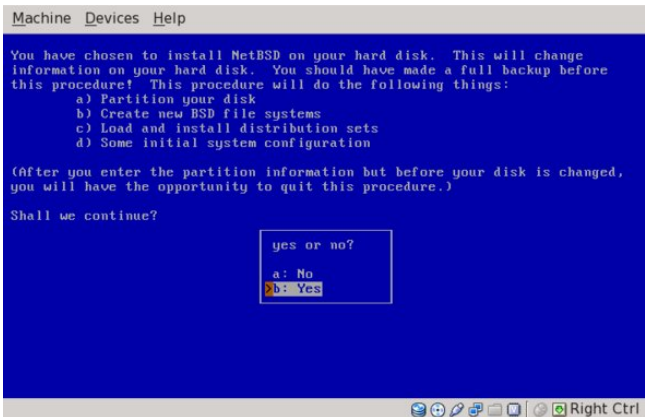 Machine Devices Help
You have chosen to install NetBSD on your hard disk. This will change
information on your hard disk. You should have made a full backup before
this procedure! This procedure will do the following things:
a) Partition your disk
b) Create new BSD file systems
c) Load and install distribution sets
d) Some initial system configuration
(After you enter the partition information but before your disk is changed,
you will have the opportunity to quit this procedure.)
Shall we continue?
yes or no?
a: No
>b: Yes
Right Ctrl